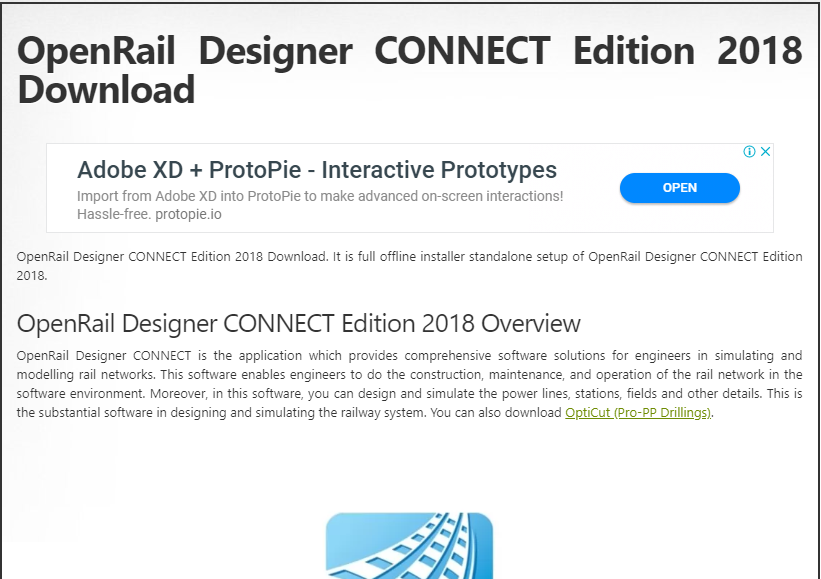 OpenRail Designer CONNECT Edition 2018
Download
Adobe XD + ProtoPie - Interactive Prototypes
Import from Adobe XD into ProtoPie to make advanced on-screen interactions!
Hassle-free. protopie.io
OPEN
OpenRail Designer CONNECT Edition 2018 Download. It is full offline installer standalone setup of OpenRail Designer CONNECT Edition
2018.
OpenRail Designer CONNECT Edition 2018 Overview
OpenRail Designer CONNECT is the application which provides comprehensive software solutions for engineers in simulating and
modelling rail networks. This software enables engineers to do the construction, maintenance, and operation of the rail network in the
software environment. Moreover, in this software, you can design and simulate the power lines, stations, fields and other details. This is
the substantial software in designing and simulating the railway system. You can also download OptiCut (Pro-PP Drillings).